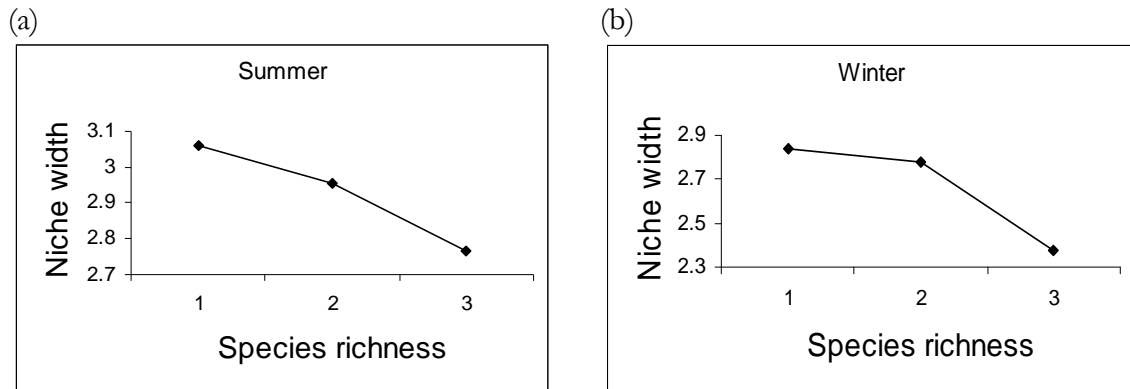 (a)
Summer
Niche width
3.1
3
2.9
2.8
2.7
1 2 3
Species richness
(b)
Winter
Niche width
2.9
2.7
2.5
2.3
1 2 3
Species richness